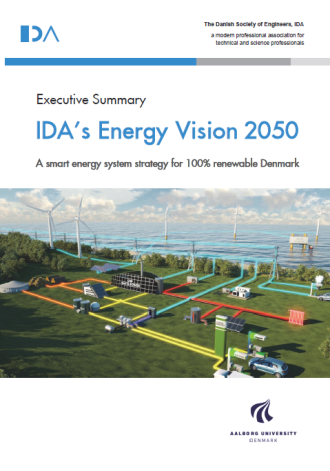 IDA
The Danish Society of Engineers, IDA
a modern professional association for
technical and science professionals
Executive Summary
IDA's Energy Vision 2050
A smart energy system strategy for 100% renewable Denmark
AALBORG UNIVERSITY
DENMARK